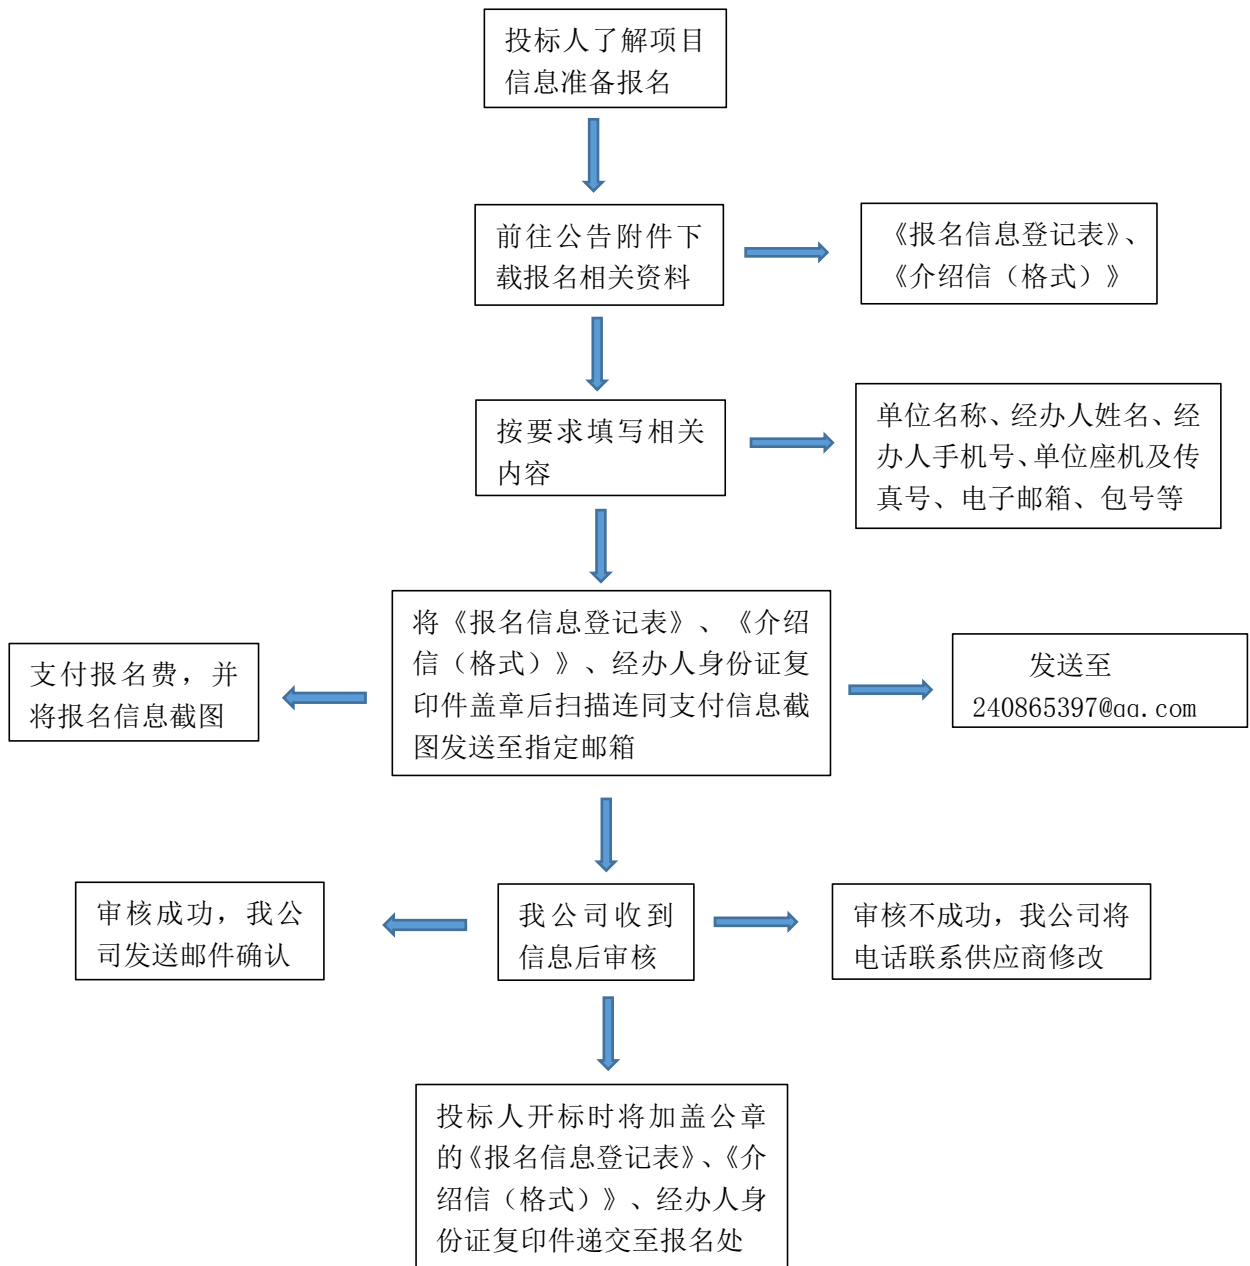 投标人了解项目
信息准备报名
前往公告附件下
载报名相关资料
《报名信息登记表》、
《介绍信（格式）》
按要求填写相关
内容
单位名称、经办人姓名、经
办人手机号、单位座机及传
真号、电子邮箱、包号等
将《报名信息登记表》、《介绍
信（格式）》、经办人身份证复
印件盖章后扫描连同支付信息截
图发送至指定邮箱
支付报名费，并
将报名信息截图
发送至
240865397@qq.com
我公司收到
信息后审核
审核成功，我公
司发送邮件确认
审核不成功，我公司将
电话联系供应商修改
投标人开标时将加盖公章
的《报名信息登记表》、《介
绍信（格式）》、经办人身
份证复印件递交至报名处